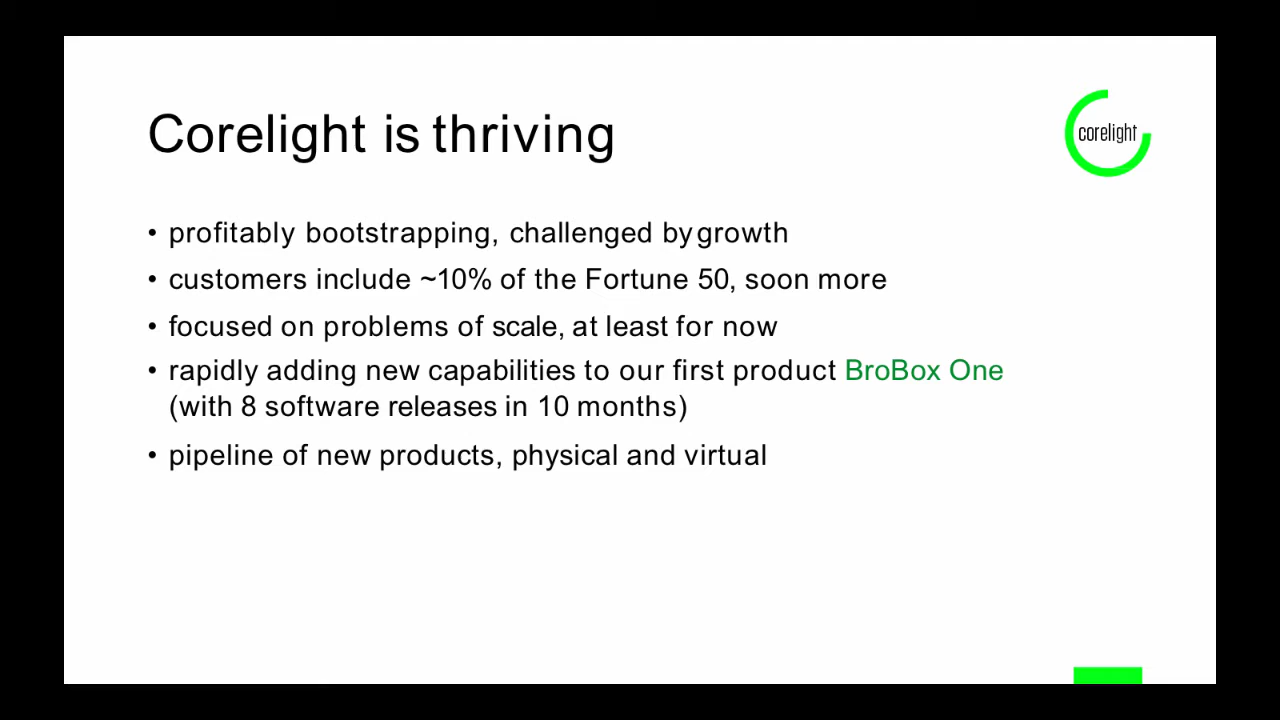 Corelight is thriving
corelight
• profitably bootstrapping, challenged by growth
• customers include ~10% of the Fortune 50, soon more
• focused on problems of scale, at least for now
• rapidly adding new capabilities to our first product BroBox One
(with 8 software releases in 10 months)
• pipeline of new products, physical and virtual